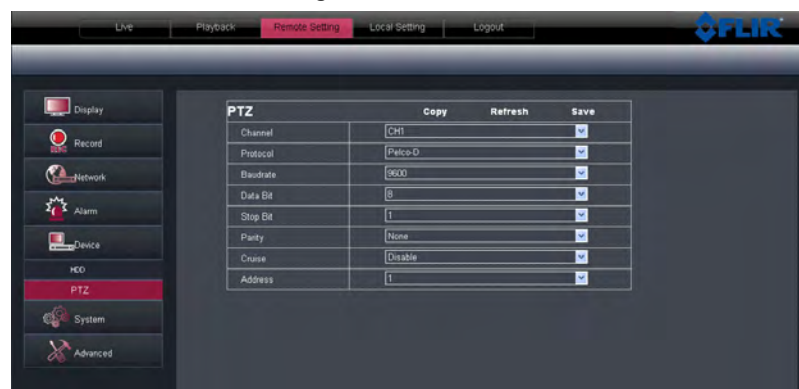 Live Playback Remote Setting Local Setting Logout
FLIR
Display
Record
Network
Alarm
Device
HDD
PTZ
System
Advanced
PTZ Copy Refresh Save
Channel CH1
Protocol Pelco-D
Baudrate 9600
Data Bit 8
Stop Bit 1
Parity None
Cruise Disable
Address 1